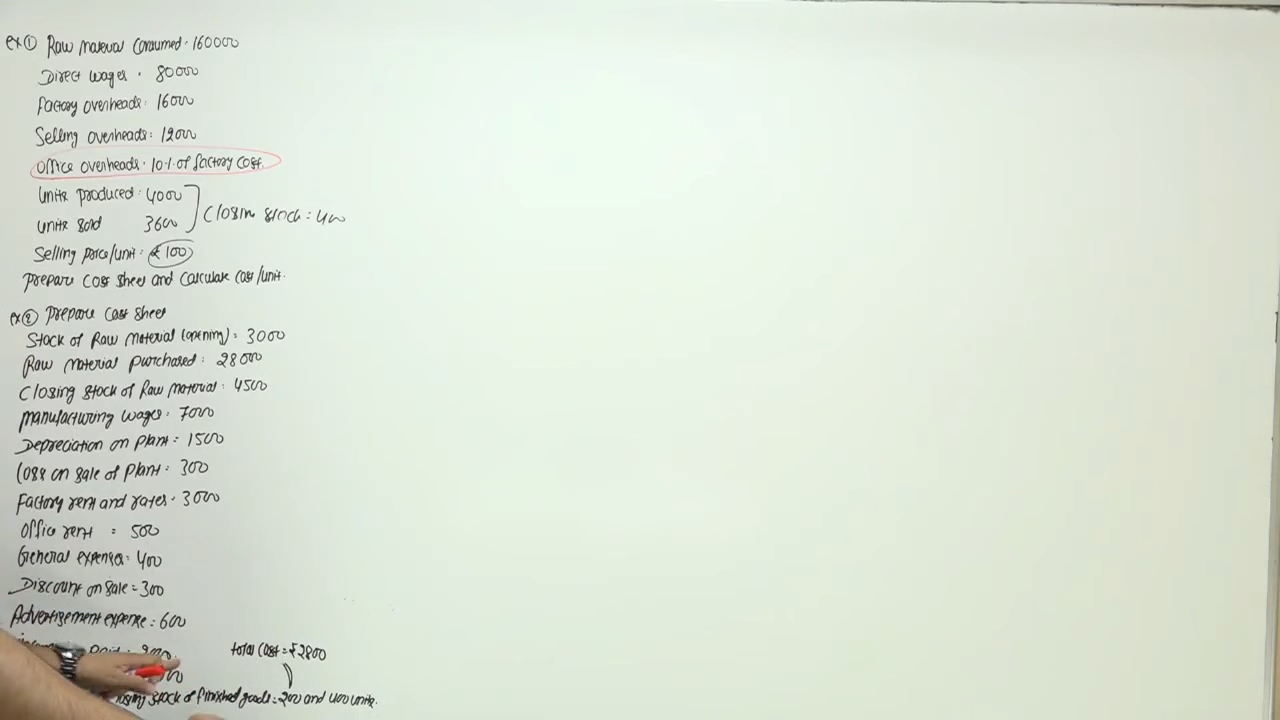 ex① Raw Material Consumed · 160000
Direct wages · 80000
factory overheads · 16000
Selling overheads: 12000
Office overheads · 10% of factory cost.
Units produced · 4000
Units sold 3600
Closing stock : 400
Selling price/unit: ₹100
Prepare Cost sheet and Calculate Cost/unit.
ex② Prepare Cost sheet
Stock of Raw Material (opening) = 3000
Raw Material Purchased : 28000
Closing stock of Raw Material : 4500
Manufacturing wages : 7000
Depreciation on Plant = 1500
Loss on sale of Plant = 300
Factory rent and rates · 3000
Office rent = 500
General expenses = 400
Discount on sale = 300
Advertisement expense : 600
Paid
total Cost = ₹2800
stock of finished goods = 200 and 400 units.